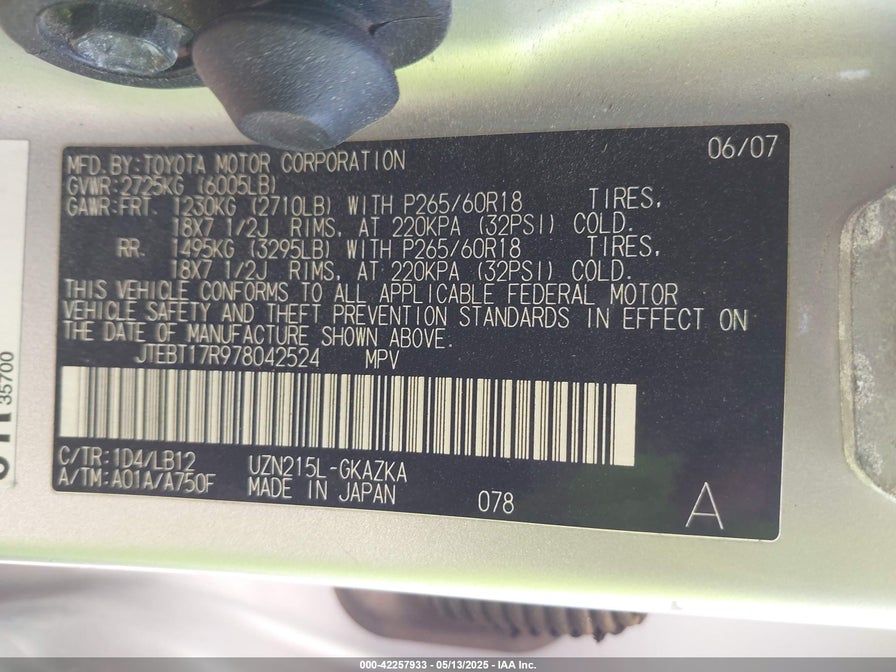 06/07
MFD.BY:TOYOTA MOTOR CORPORATION
GVWR:2725KG (6005LB)
GAWR:FRT. 1230KG (2710LB) WITH P265/60R18 TIRES,
18X7 1/2J RIMS, AT 220KPA (32PSI) COLD.
RR. 1495KG (3295LB) WITH P265/60R18 TIRES,
18X7 1/2J RIMS, AT 220KPA (32PSI) COLD.
THIS VEHICLE CONFORMS TO ALL APPLICABLE FEDERAL MOTOR
VEHICLE SAFETY AND THEFT PREVENTION STANDARDS IN EFFECT ON
THE DATE OF MANUFACTURE SHOWN ABOVE.
JTEBT17R978042524 MPV
C/TR:1D4/LB12 UZN215L-GKAZKA
A/TM:A01A/A750F MADE IN JAPAN 078 A
35700
000-42257933 - 05/13/2025 - IAA Inc.